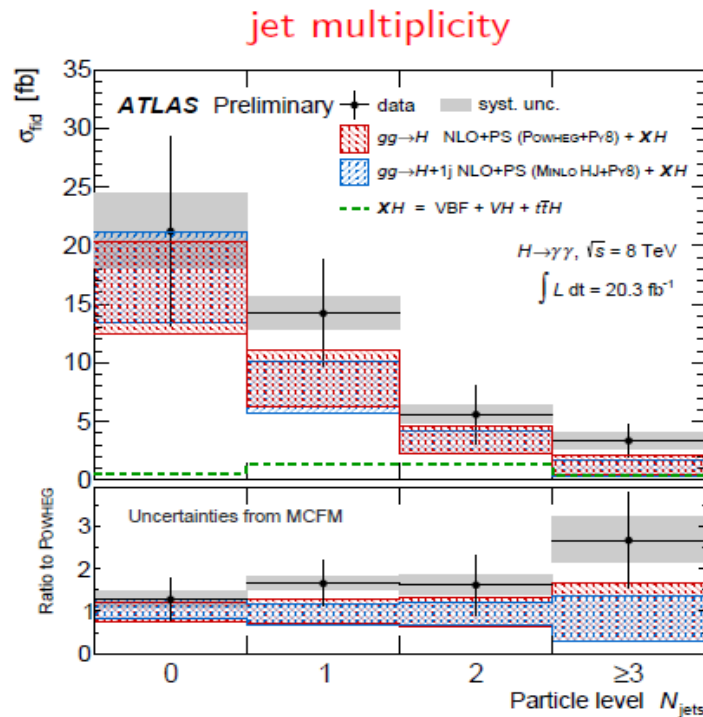 jet multiplicity
σfid [fb]
35
30
25
20
15
10
5
0
ATLAS Preliminary
data
syst. unc.
gg→H NLO+PS (POWHEG+PY8) + XH
gg→H+1j NLO+PS (MINLO HJ+PY8) + XH
XH = VBF + VH + tt̄H
H→γγ, √s = 8 TeV
∫ L dt = 20.3 fb⁻¹
Ratio to POWHEG
3
2
1
0
Uncertainties from MCFM
0 1 2 ≥3
Particle level Njets